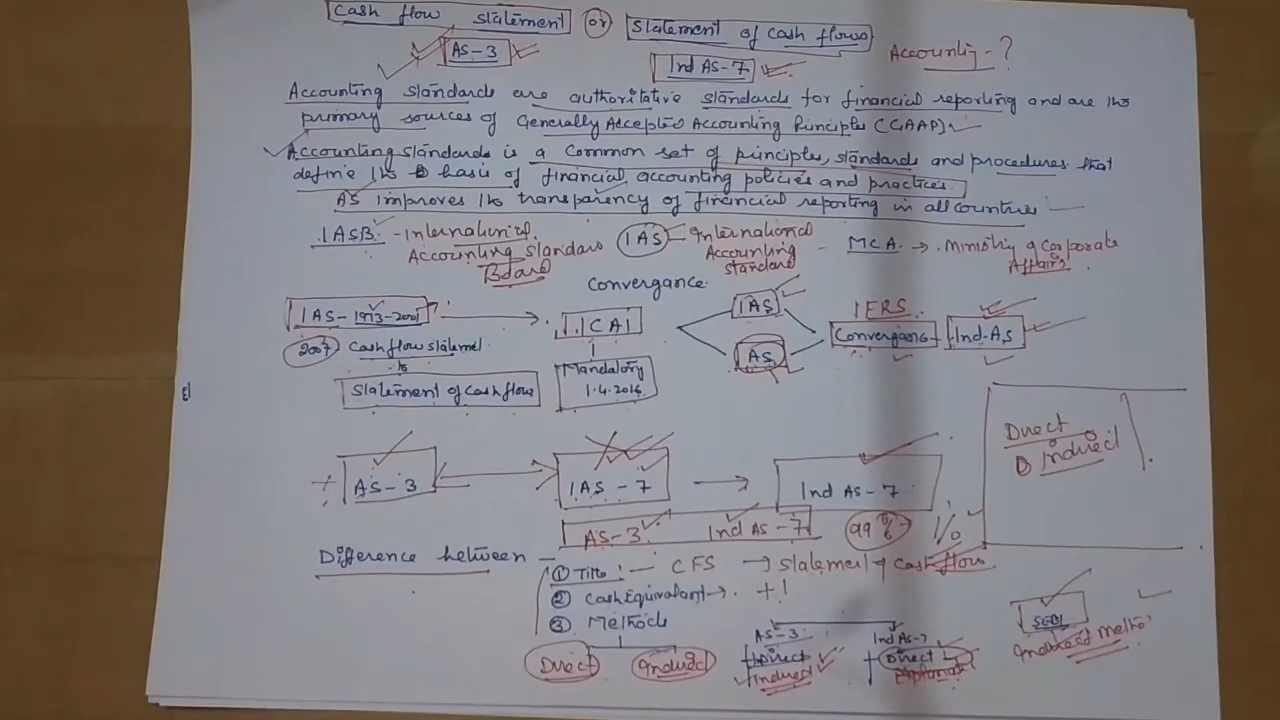 Cash flow statement or Statement of Cash flows
AS-3
Ind AS-7
Accounting - ?
Accounting standards are authoritative standards for financial reporting and are the
primary sources of Generally Accepted Accounting Principles (GAAP).
Accounting standards is a common set of principles, standards and procedures that
define the basis of financial accounting policies and practices.
AS improves the transparency of financial reporting in all countries
IASB - International
Accounting Standard
Board
IAS - International
Accounting
standard
MCA → Ministry of Corporate
Affairs
Convergance
IAS - 1973-2001
ICAI
IAS
AS
IFRS
Convergance
Ind-AS
2007 Cash flow statement
to
Statement of cash flow
Mandatory
1.4.2016
Direct
Indirect
AS-3
IAS-7
Ind AS-7
AS-3 Ind AS-7
99%
Difference between -
① Title - CFS → Statement of cash flow
② Cash Equivalent → +1
③ Methods
Direct
Indirect
AS-3
Direct
Indirect
Ind AS-7
Direct
SEBI
Indirect Method